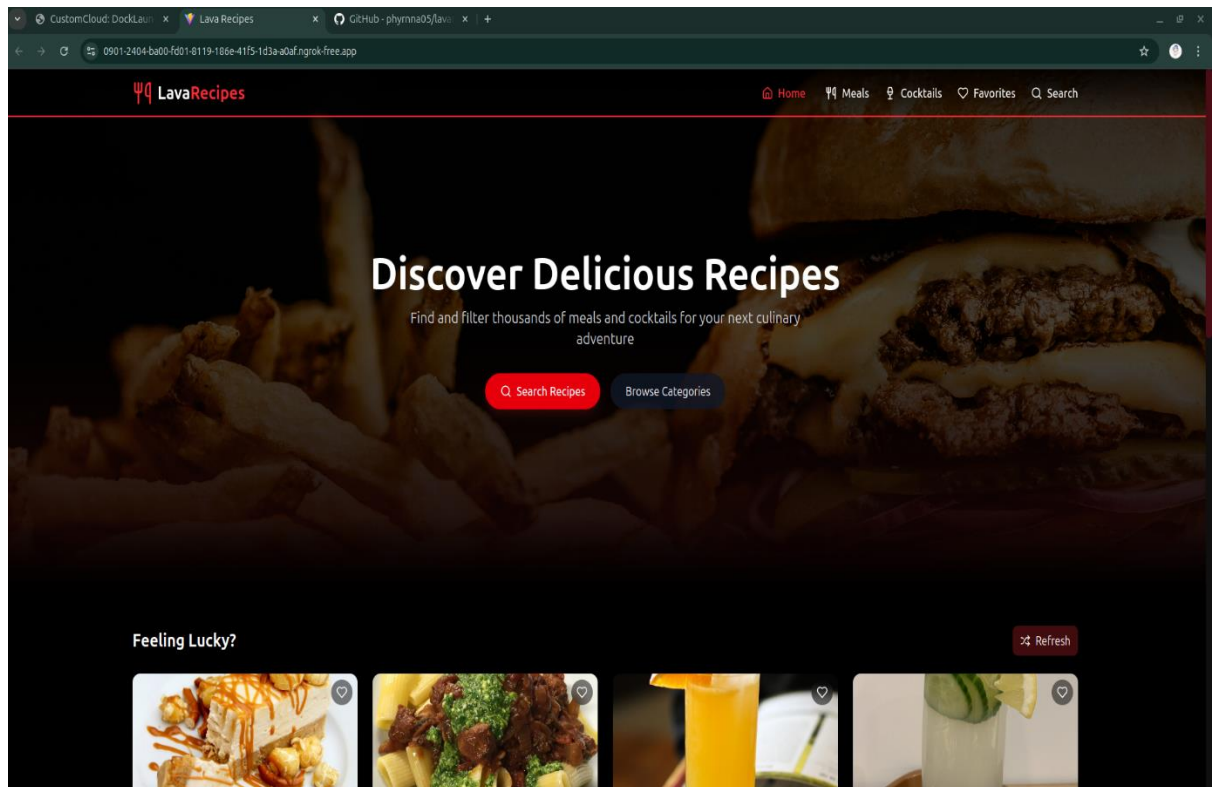 CustomCloud: DockLaun
Lava Recipes
GitHub - phyrnna05/lava
0901-2404-ba00-fd01-8119-186e-41f5-1d3a-a0af.ngrok-free.app
LavaRecipes
Home
Meals
Cocktails
Favorites
Search
Discover Delicious Recipes
Find and filter thousands of meals and cocktails for your next culinary
adventure
Search Recipes
Browse Categories
Feeling Lucky?
Refresh